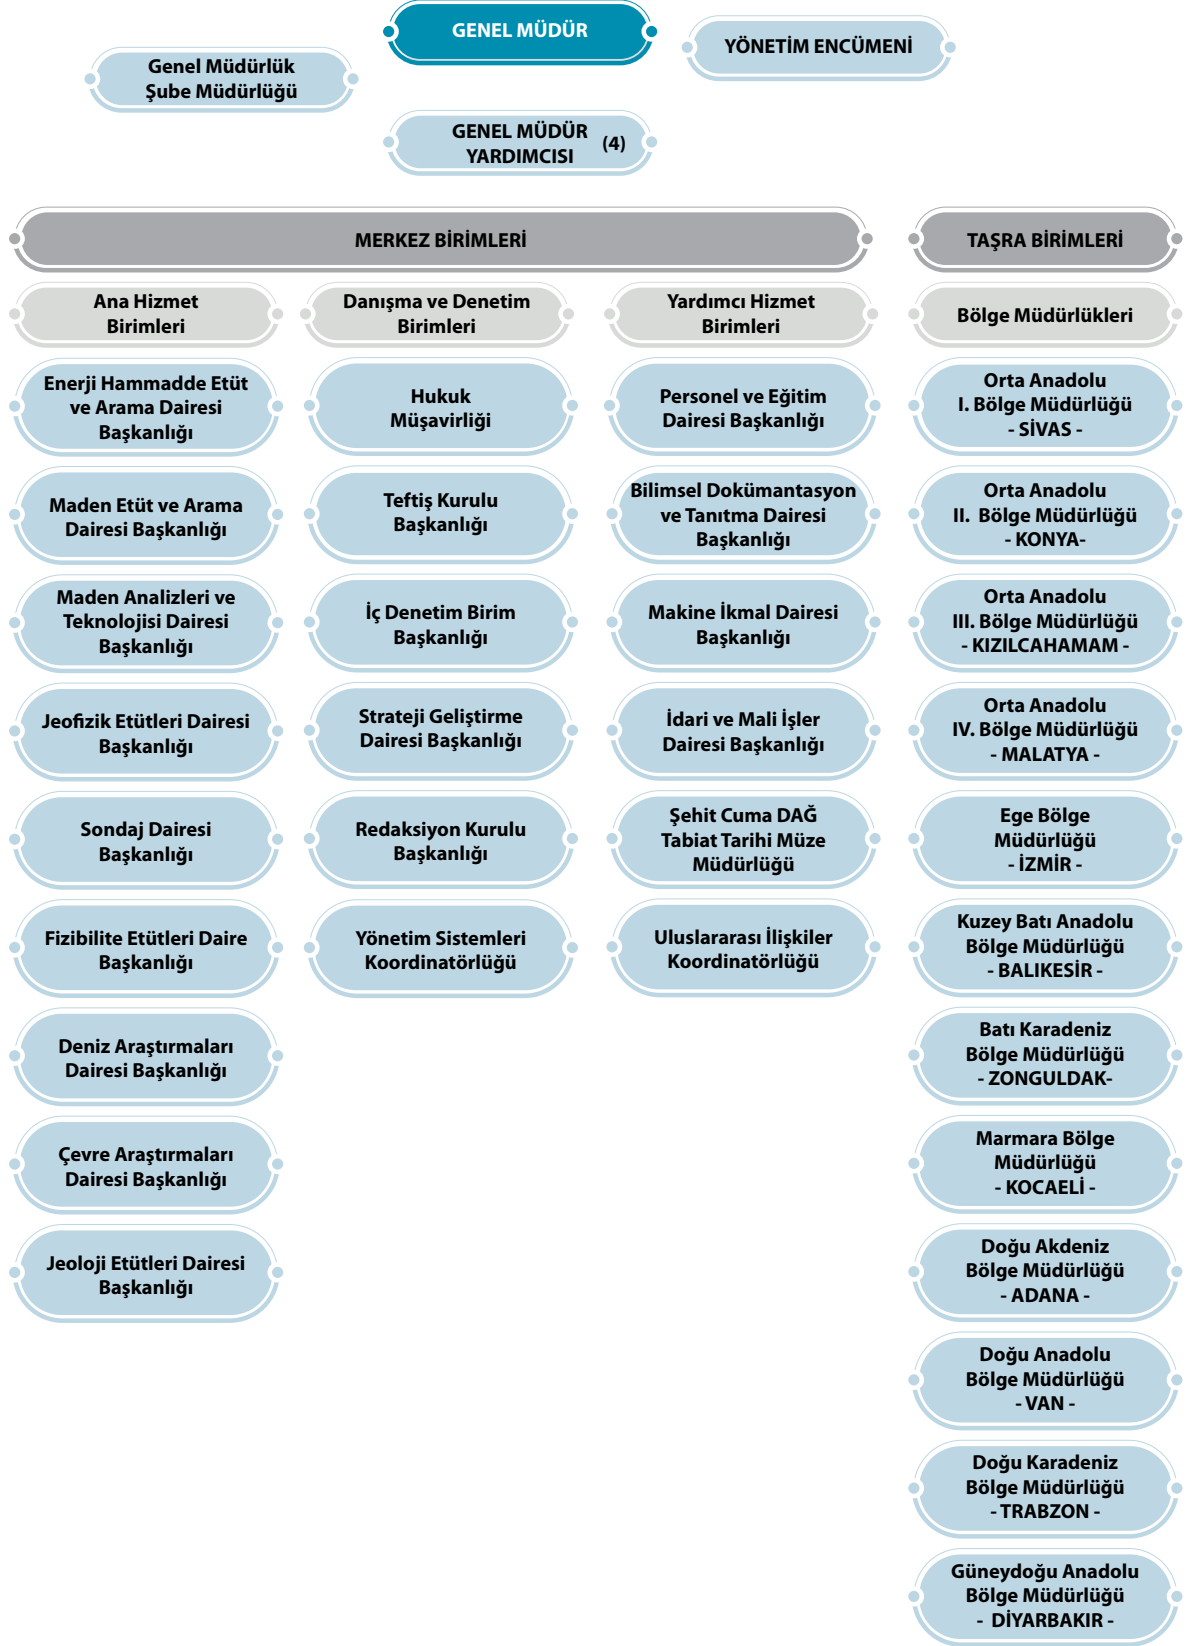 GENEL MÜDÜR
YÖNETİM ENCÜMENİ
Genel Müdürlük
Şube Müdürlüğü
GENEL MÜDÜR
YARDIMCISI
(4)
MERKEZ BİRİMLERİ
TAŞRA BİRİMLERİ
Ana Hizmet
Birimleri
Danışma ve Denetim
Birimleri
Yardımcı Hizmet
Birimleri
Bölge Müdürlükleri
Enerji Hammadde Etüt
ve Arama Dairesi
Başkanlığı
Maden Etüt ve Arama
Dairesi Başkanlığı
Maden Analizleri ve
Teknolojisi Dairesi
Başkanlığı
Jeofizik Etütleri Dairesi
Başkanlığı
Sondaj Dairesi
Başkanlığı
Fizibilite Etütleri Daire
Başkanlığı
Deniz Araştırmaları
Dairesi Başkanlığı
Çevre Araştırmaları
Dairesi Başkanlığı
Jeoloji Etütleri Dairesi
Başkanlığı
Hukuk
Müşavirliği
Teftiş Kurulu
Başkanlığı
İç Denetim Birim
Başkanlığı
Strateji Geliştirme
Dairesi Başkanlığı
Redaksiyon Kurulu
Başkanlığı
Yönetim Sistemleri
Koordinatörlüğü
Personel ve Eğitim
Dairesi Başkanlığı
Bilimsel Dokümantasyon
ve Tanıtma Dairesi
Başkanlığı
Makine İkmal Dairesi
Başkanlığı
İdari ve Mali İşler
Dairesi Başkanlığı
Şehit Cuma DAĞ
Tabiat Tarihi Müze
Müdürlüğü
Uluslararası İlişkiler
Koordinatörlüğü
Orta Anadolu
I. Bölge Müdürlüğü
- SİVAS -
Orta Anadolu
II. Bölge Müdürlüğü
- KONYA-
Orta Anadolu
III. Bölge Müdürlüğü
- KIZILCAHAMAM -
Orta Anadolu
IV. Bölge Müdürlüğü
- MALATYA -
Ege Bölge
Müdürlüğü
- İZMİR -
Kuzey Batı Anadolu
Bölge Müdürlüğü
- BALIKESİR -
Batı Karadeniz
Bölge Müdürlüğü
- ZONGULDAK-
Marmara Bölge
Müdürlüğü
- KOCAELİ -
Doğu Akdeniz
Bölge Müdürlüğü
- ADANA -
Doğu Anadolu
Bölge Müdürlüğü
- VAN -
Doğu Karadeniz
Bölge Müdürlüğü
- TRABZON -
Güneydoğu Anadolu
Bölge Müdürlüğü
- DİYARBAKIR -